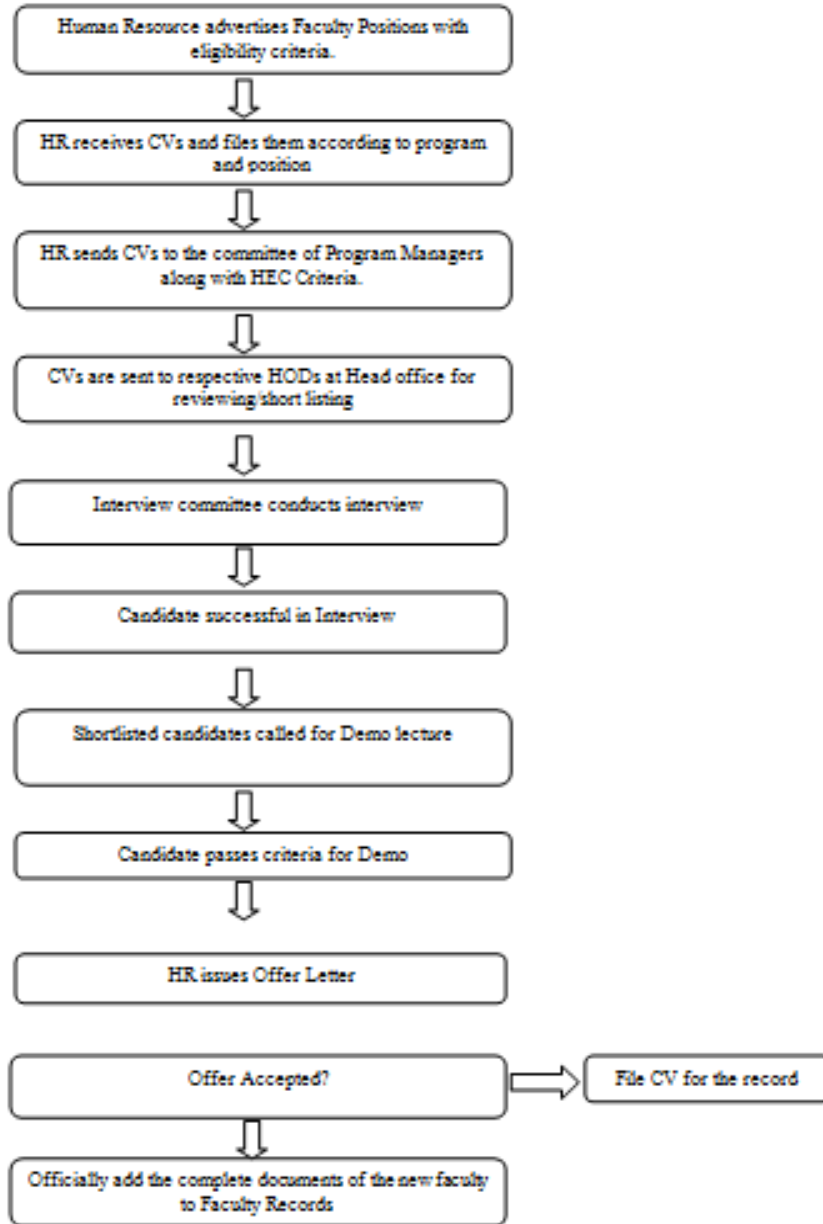 Human Resource advertises Faculty Positions with
eligibility criteria.
HR receives CVs and files them according to program
and position
HR sends CVs to the committee of Program Managers
along with HEC Criteria.
CVs are sent to respective HODs at Head office for
reviewing/short listing
Interview committee conducts interview
Candidate successful in Interview
Shortlisted candidates called for Demo lecture
Candidate passes criteria for Demo
HR issues Offer Letter
Offer Accepted?
File CV for the record
Officially add the complete documents of the new faculty
to Faculty Records